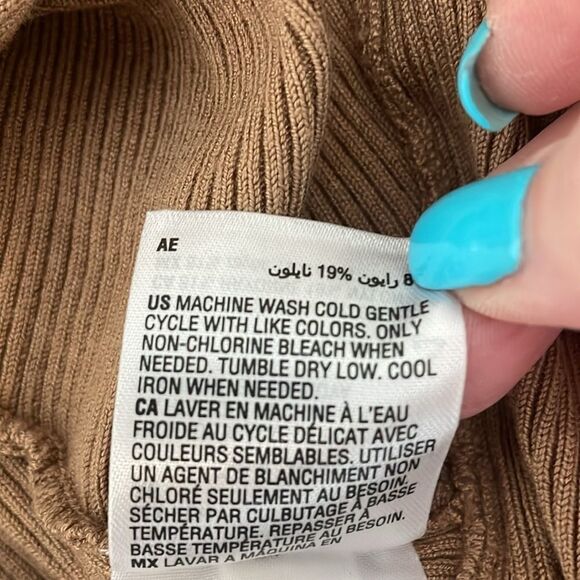 AE
رايون %19 نايلون
US MACHINE WASH COLD GENTLE
CYCLE WITH LIKE COLORS. ONLY
NON-CHLORINE BLEACH WHEN
NEEDED. TUMBLE DRY LOW. COOL
IRON WHEN NEEDED.
CA LAVER EN MACHINE À L'EAU
FROIDE AU CYCLE DÉLICAT AVEC
COULEURS SEMBLABLES. UTILISER
UN AGENT DE BLANCHIMENT NON
CHLORÉ SEULEMENT AU BESOIN.
SÉCHER PAR CULBUTAGE À BASSE
TEMPÉRATURE. REPASSER À
BASSE TEMPÉRATURE AU BESOIN.
MX LAVAR A MÁQUINA EN